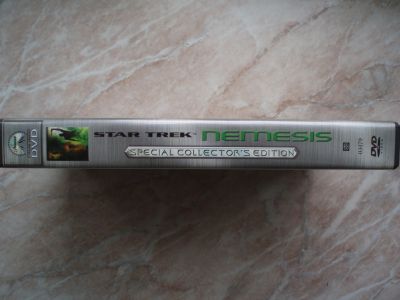 DVD
STAR TREK NEMESIS
SPECIAL COLLECTOR'S EDITION
DVD